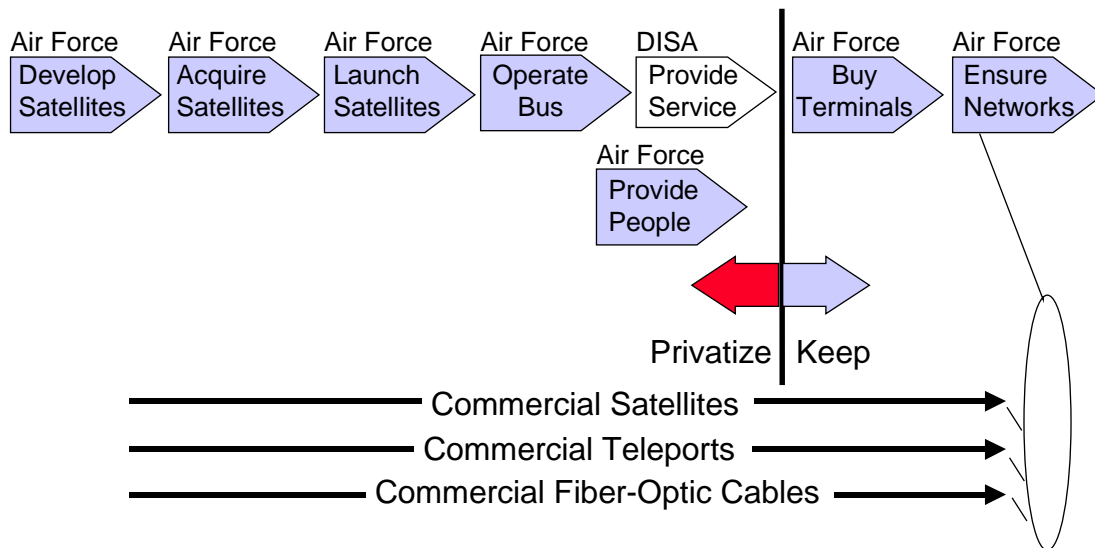 Air Force
Develop
Satellites
Air Force
Acquire
Satellites
Air Force
Launch
Satellites
Air Force
Operate
Bus
DISA
Provide
Service
Air Force
Buy
Terminals
Air Force
Ensure
Networks
Air Force
Provide
People
Privatize
Keep
Commercial Satellites
Commercial Teleports
Commercial Fiber-Optic Cables